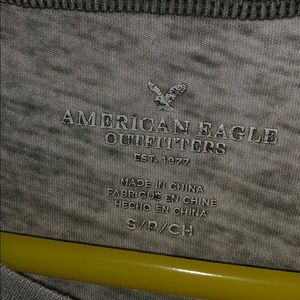 AMERICAN EAGLE
OUTFITTERS
EST. 1977
MADE IN CHINA
FABRIQUÉ EN CHINE
HECHO EN CHINA
S/P/CH